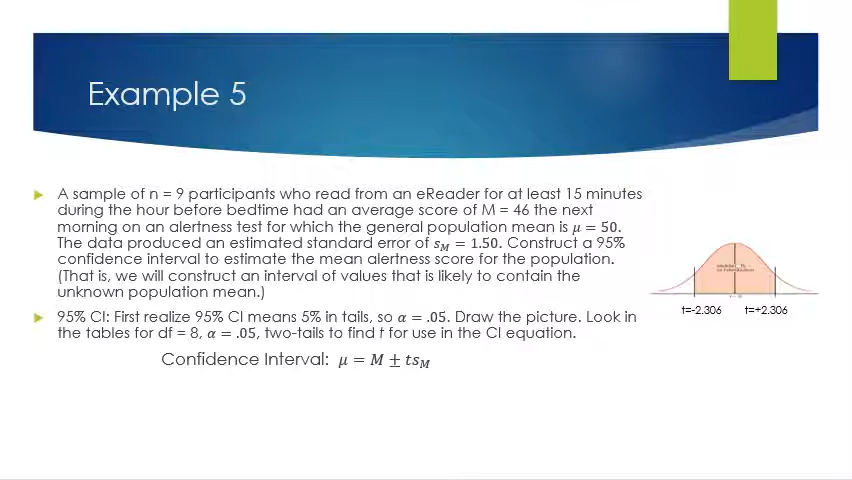 Example 5
A sample of n = 9 participants who read from an eReader for at least 15 minutes
during the hour before bedtime had an average score of M = 46 the next
morning on an alertness test for which the general population mean is 𝜇 = 50.
The data produced an estimated standard error of 𝑠_𝑀 = 1.50. Construct a 95%
confidence interval to estimate the mean alertness score for the population.
(That is, we will construct an interval of values that is likely to contain the
unknown population mean.)
95% CI: First realize 95% CI means 5% in tails, so 𝛼 = .05. Draw the picture. Look in
the tables for df = 8, 𝛼 = .05, two-tails to find t for use in the CI equation.
Confidence Interval: 𝜇 = 𝑀 ± 𝑡𝑠_𝑀
t=-2.306 t=+2.306